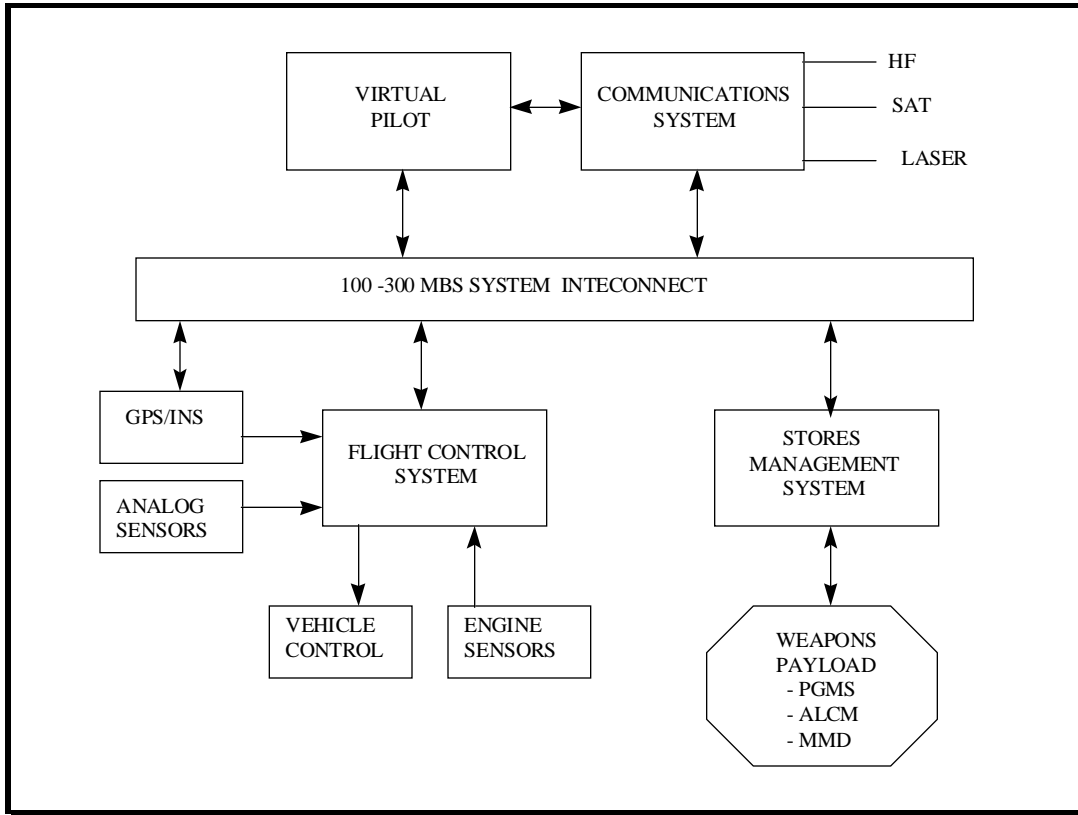 VIRTUAL
PILOT
COMMUNICATIONS
SYSTEM
HF
SAT
LASER
100 -300 MBS SYSTEM INTECONNECT
GPS/INS
FLIGHT CONTROL
SYSTEM
ANALOG
SENSORS
STORES
MANAGEMENT
SYSTEM
VEHICLE
CONTROL
ENGINE
SENSORS
WEAPONS
PAYLOAD
- PGMS
- ALCM
- MMD